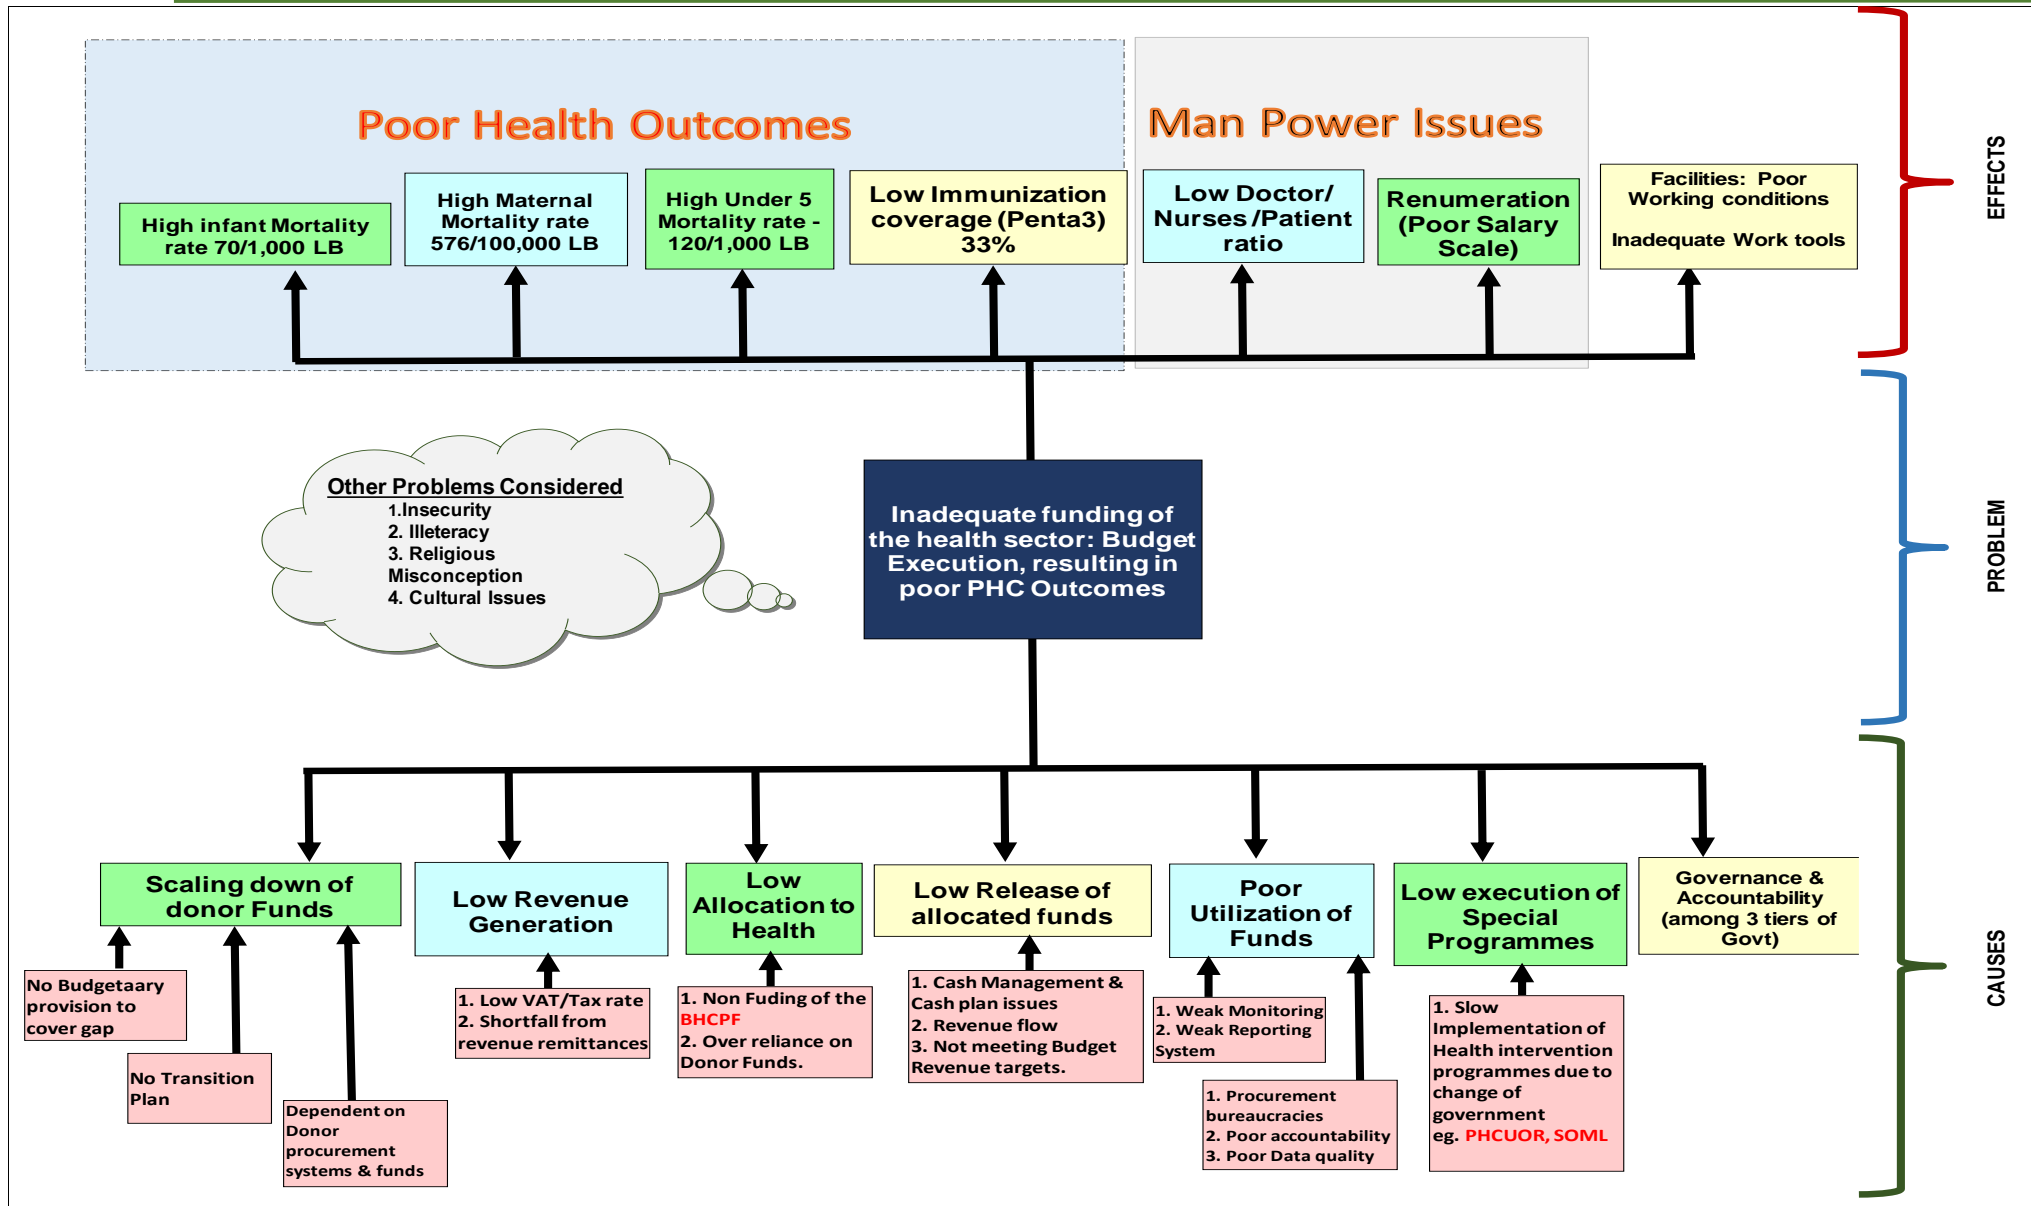 Poor Health Outcomes
Man Power Issues
High infant Mortality
rate 70/1,000 LB
High Maternal
Mortality rate
576/100,000 LB
High Under 5
Mortality rate -
120/1,000 LB
Low Immunization
coverage (Penta3)
33%
Low Doctor/
Nurses /Patient
ratio
Renumeration
(Poor Salary
Scale)
Facilities: Poor
Working conditions
Inadequate Work tools
EFFECTS
Other Problems Considered
1.Insecurity
2. Illeteracy
3. Religious
Misconception
4. Cultural Issues
Inadequate funding of
the health sector: Budget
Execution, resulting in
poor PHC Outcomes
PROBLEM
Scaling down of
donor Funds
Low Revenue
Generation
Low
Allocation to
Health
Low Release of
allocated funds
Poor
Utilization of
Funds
Low execution of
Special
Programmes
Governance &
Accountability
(among 3 tiers of
Govt)
CAUSES
No Budgetaary
provision to
cover gap
No Transition
Plan
Dependent on
Donor
procurement
systems & funds
1. Low VAT/Tax rate
2. Shortfall from
revenue remittances
1. Non Fuding of the
BHCPF
2. Over reliance on
Donor Funds.
1. Cash Management &
Cash plan issues
2. Revenue flow
3. Not meeting Budget
Revenue targets.
1. Weak Monitoring
2. Weak Reporting
System
1. Procurement
bureaucracies
2. Poor accountability
3. Poor Data quality
1. Slow
Implementation of
Health intervention
programmes due to
change of
government
eg. PHCUOR, SOML